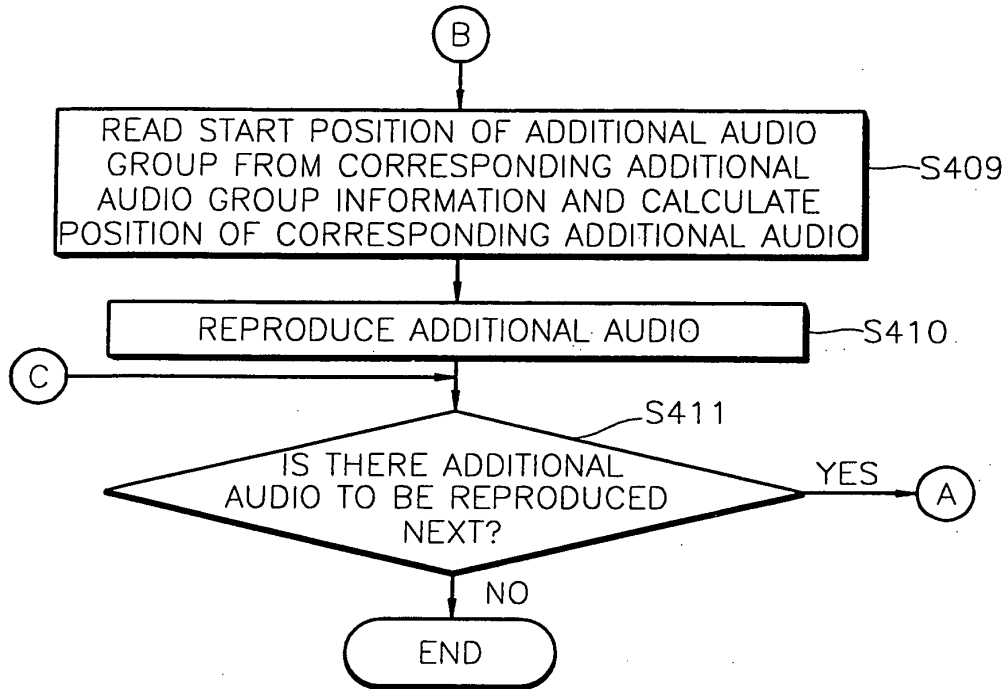 B
READ START POSITION OF ADDITIONAL AUDIO
GROUP FROM CORRESPONDING ADDITIONAL
AUDIO GROUP INFORMATION AND CALCULATE
POSITION OF CORRESPONDING ADDITIONAL AUDIO
S409
REPRODUCE ADDITIONAL AUDIO
S410
C
S411
IS THERE ADDITIONAL
AUDIO TO BE REPRODUCED
NEXT?
YES
A
NO
END